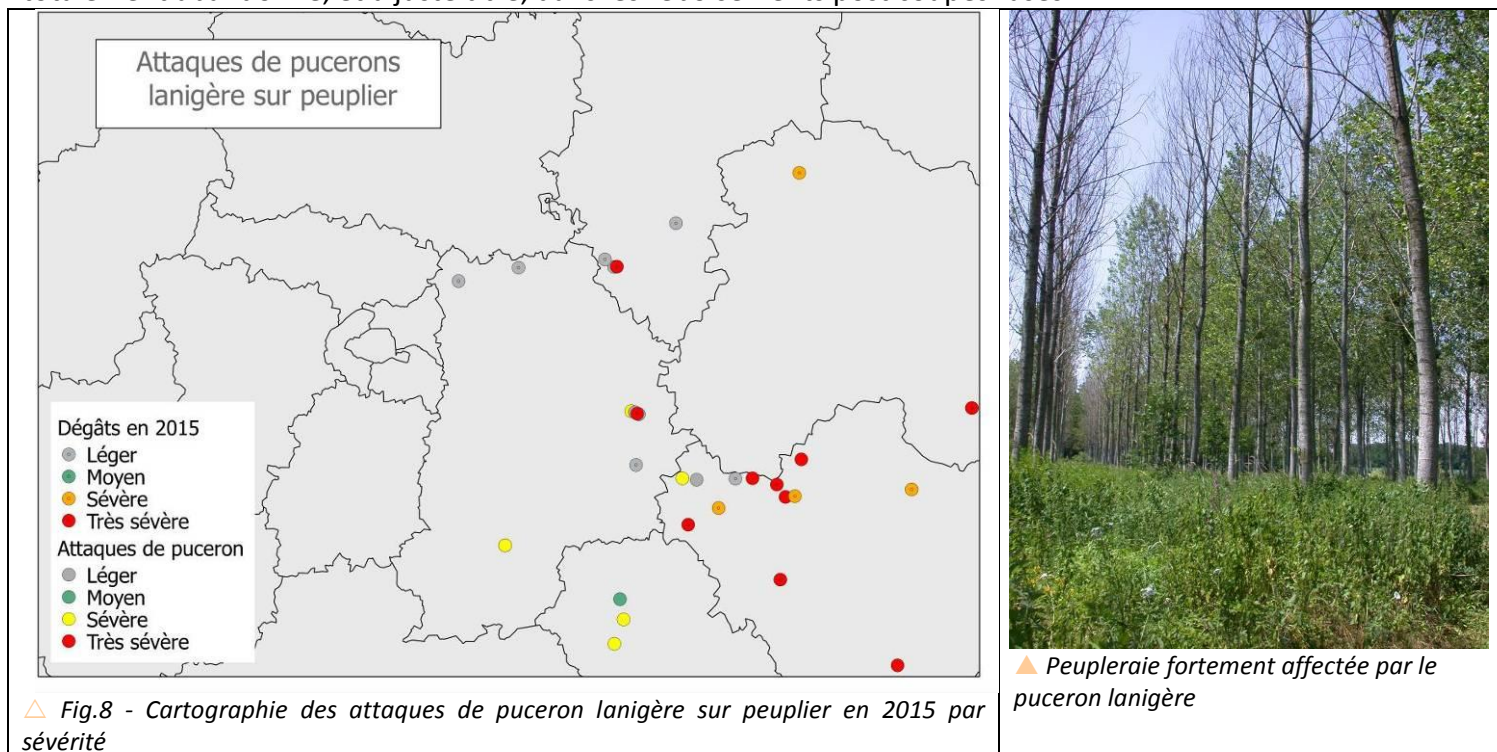 Attaques de pucerons
lanigère sur peuplier
Dégâts en 2015
Léger
Moyen
Sévère
Très sévère
Attaques de puceron
Léger
Moyen
Sévère
Très sévère
△ Fig.8 - Cartographie des attaques de puceron lanigère sur peuplier en 2015 par
sévérité
▲ Peupleraie fortement affectée par le
puceron lanigère